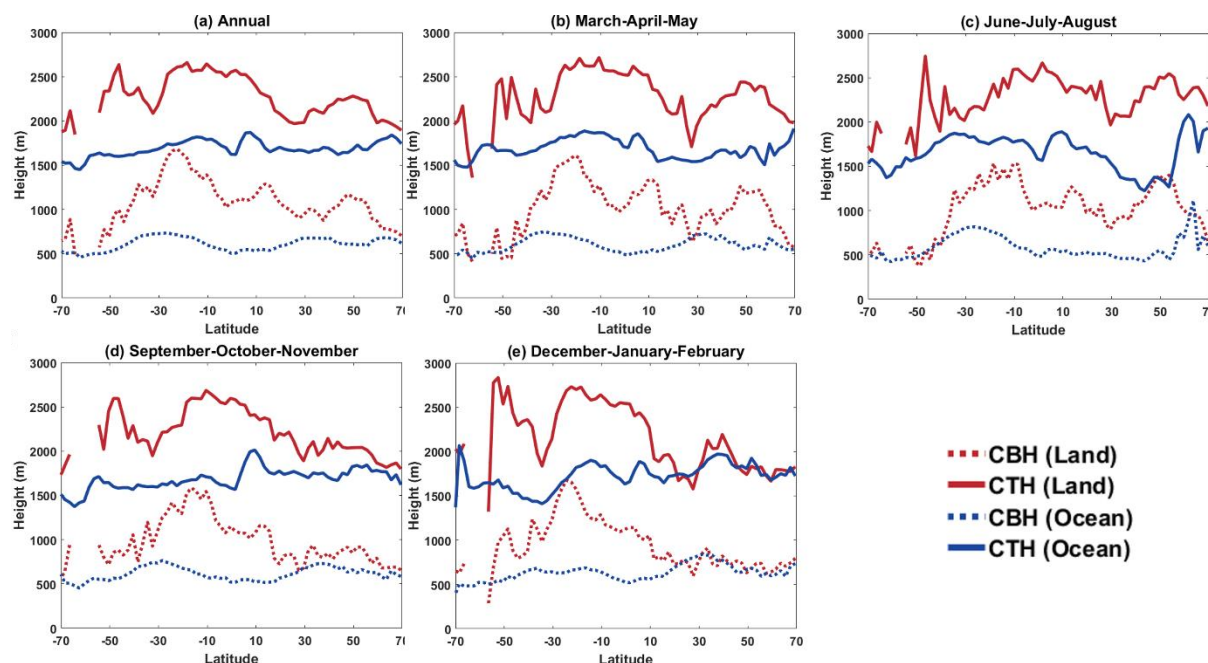 (a) Annual
(b) March-April-May
(c) June-July-August
3000
2500
2000
1500
1000
500
0
Height (m)
-70 -50 -30 -10 10 30 50 70
Latitude
3000
2500
2000
1500
1000
500
0
Height (m)
-70 -50 -30 -10 10 30 50 70
Latitude
3000
2500
2000
1500
1000
500
0
Height (m)
-70 -50 -30 -10 10 30 50 70
Latitude
(d) September-October-November
(e) December-January-February
3000
2500
2000
1500
1000
500
0
Height (m)
-70 -50 -30 -10 10 30 50 70
Latitude
3000
2500
2000
1500
1000
500
0
Height (m)
-70 -50 -30 -10 10 30 50 70
Latitude
CBH (Land)
CTH (Land)
CBH (Ocean)
CTH (Ocean)